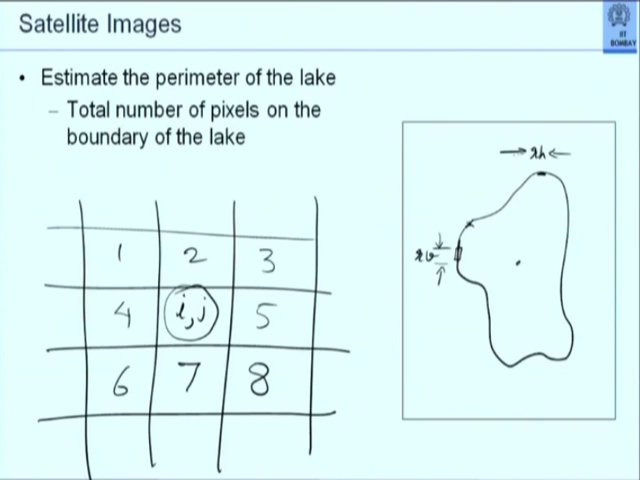 Satellite Images
IIT
BOMBAY
• Estimate the perimeter of the lake
– Total number of pixels on the
boundary of the lake
1 2 3
4 i,j 5
6 7 8